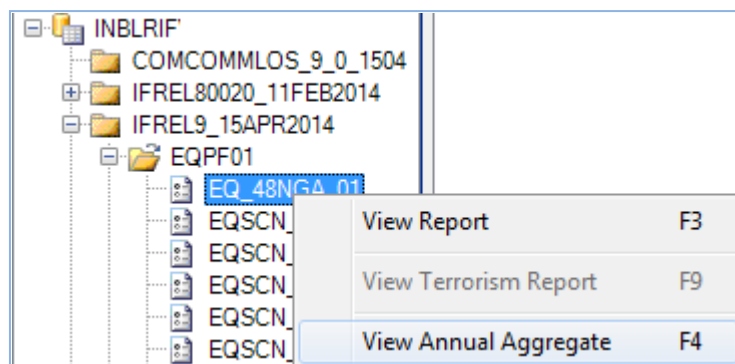 INBLRIF'
COMCOMMLOS_9_0_1504
IFREL80020_11FEB2014
IFREL9_15APR2014
EQPF01
EQ_48NGA_01
EQSCN_ View Report F3
EQSCN_
EQSCN_ View Terrorism Report F9
EQSCN_
EQSCN_ View Annual Aggregate F4